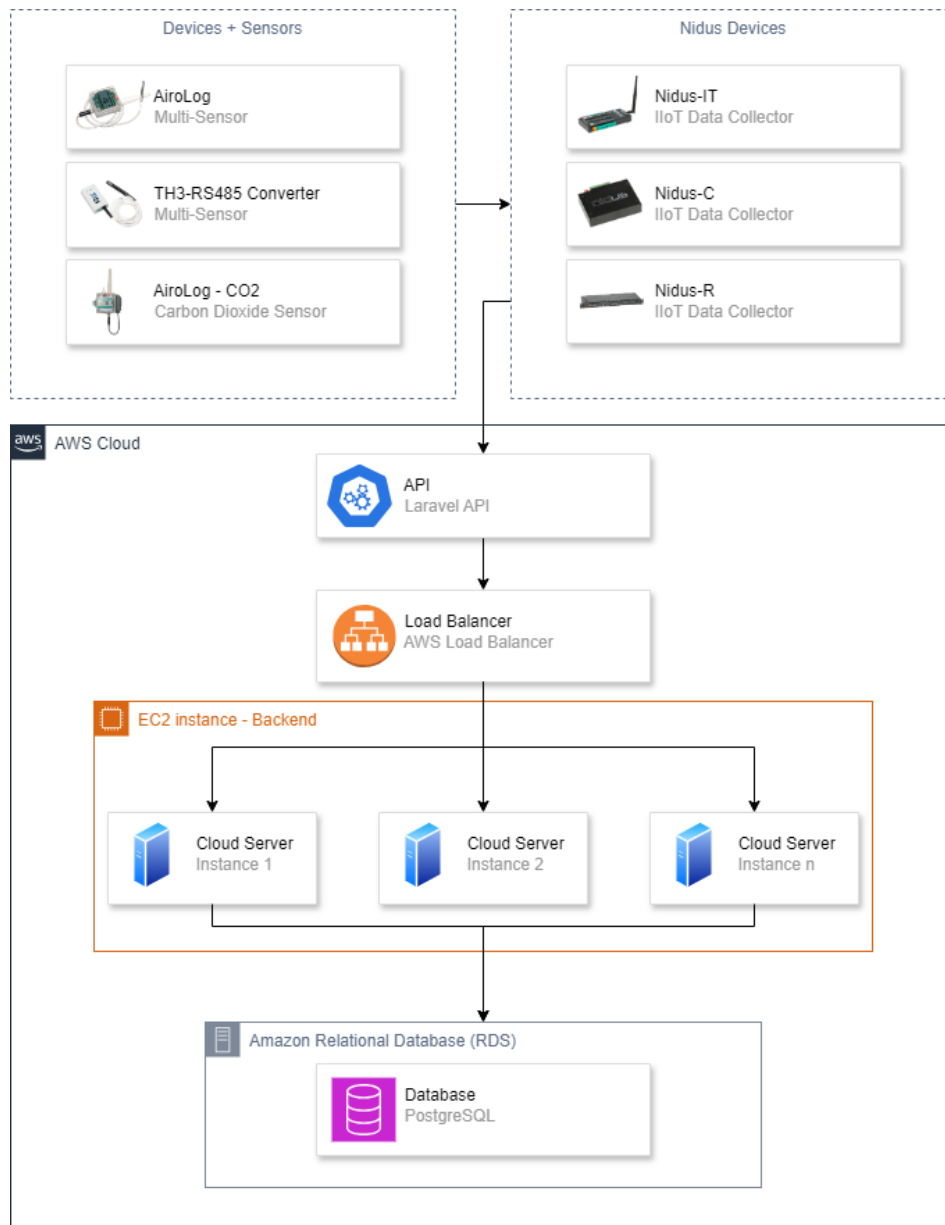 Devices + Sensors
AiroLog
Multi-Sensor
TH3-RS485 Converter
Multi-Sensor
AiroLog - CO2
Carbon Dioxide Sensor
Nidus Devices
Nidus-IT
IIoT Data Collector
Nidus-C
IIoT Data Collector
Nidus-R
IIoT Data Collector
aws
AWS Cloud
API
Laravel API
Load Balancer
AWS Load Balancer
EC2 instance - Backend
Cloud Server
Instance 1
Cloud Server
Instance 2
Cloud Server
Instance n
Amazon Relational Database (RDS)
Database
PostgreSQL